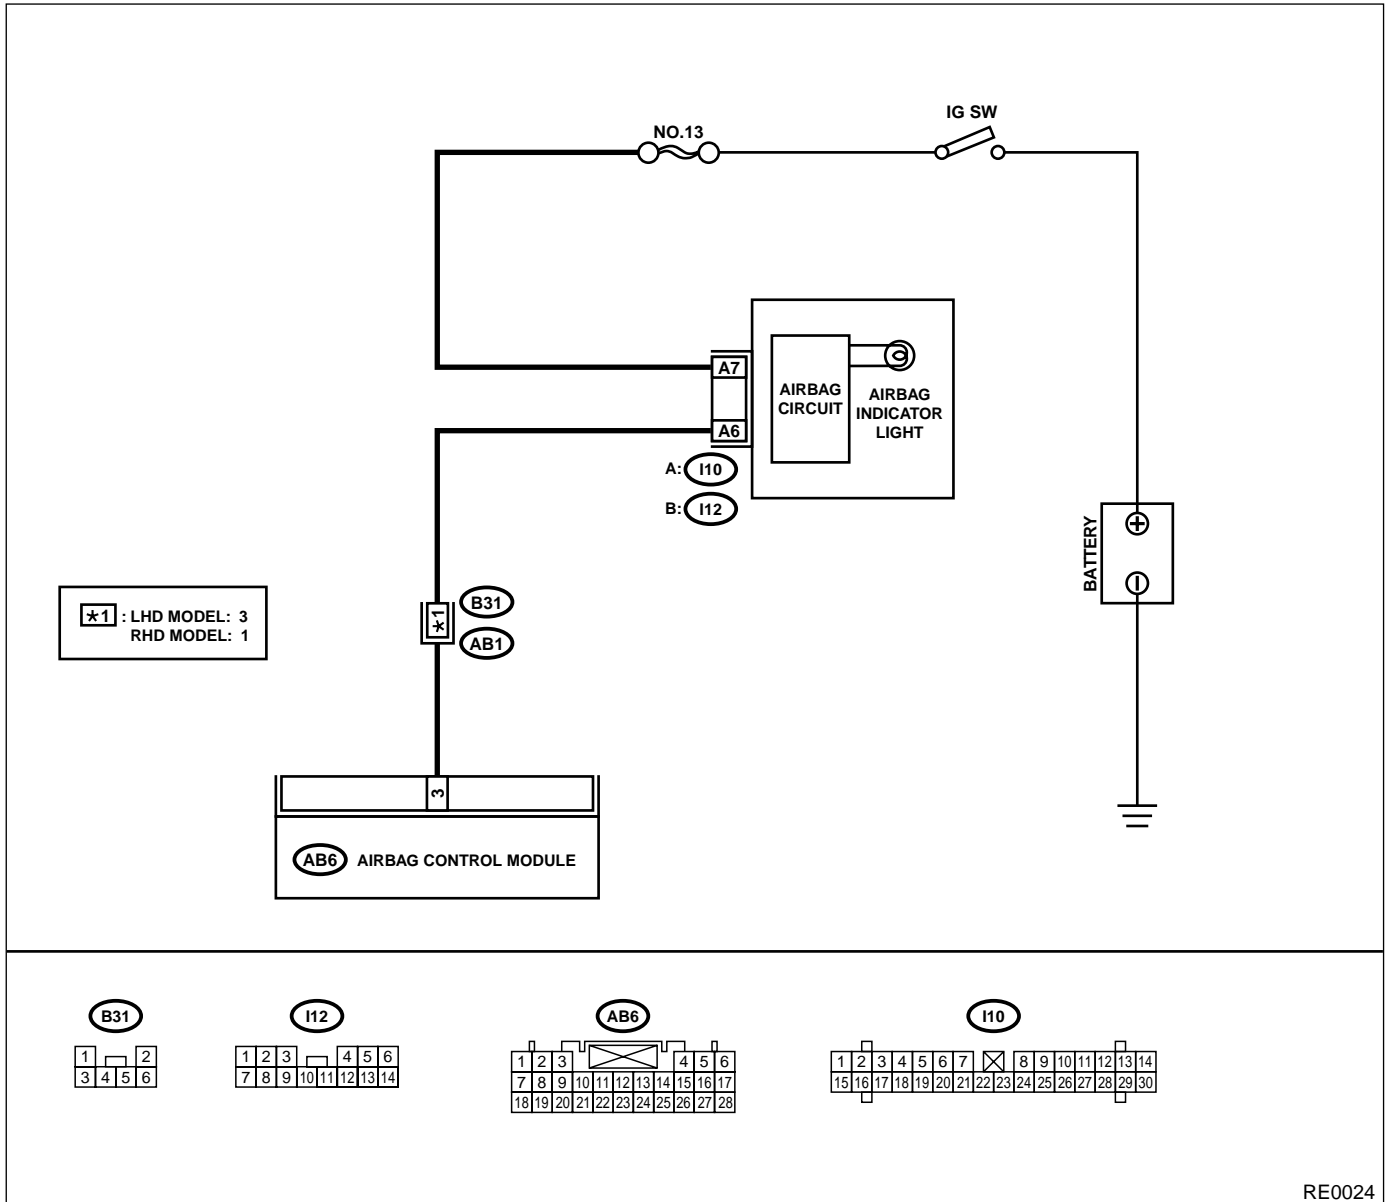 IG SW
NO.13
A7
AIRBAG
CIRCUIT
AIRBAG
INDICATOR
LIGHT
A6
A: I10
B: I12
BATTERY
+
−
*1 : LHD MODEL: 3
RHD MODEL: 1
B31
*1
AB1
3
AB6 AIRBAG CONTROL MODULE
B31
1 2
3 4 5 6
I12
1 2 3 4 5 6
7 8 9 10 11 12 13 14
AB6
1 2 3 4 5 6
7 8 9 10 11 12 13 14 15 16 17
18 19 20 21 22 23 24 25 26 27 28
I10
1 2 3 4 5 6 7 8 9 10 11 12 13 14
15 16 17 18 19 20 21 22 23 24 25 26 27 28 29 30
RE0024